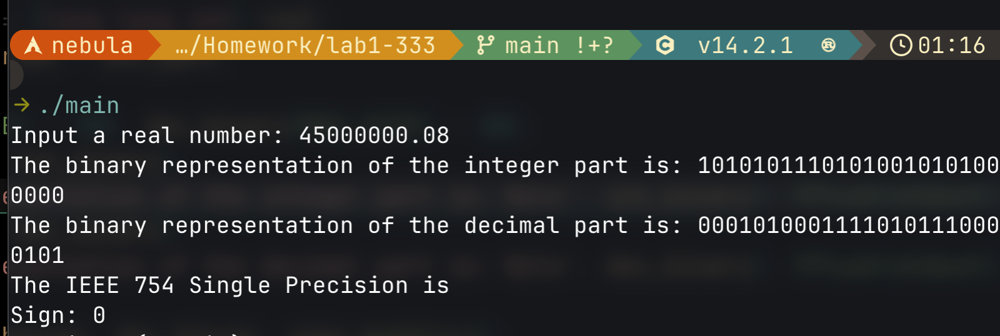 nebula …/Homework/lab1-333 main !+? C v14.2.1 R 01:16
→ ./main
Input a real number: 45000000.08
The binary representation of the integer part is: 1010101110101001010100
0000
The binary representation of the decimal part is: 0001010001111010111000
0101
The IEEE 754 Single Precision is
Sign: 0